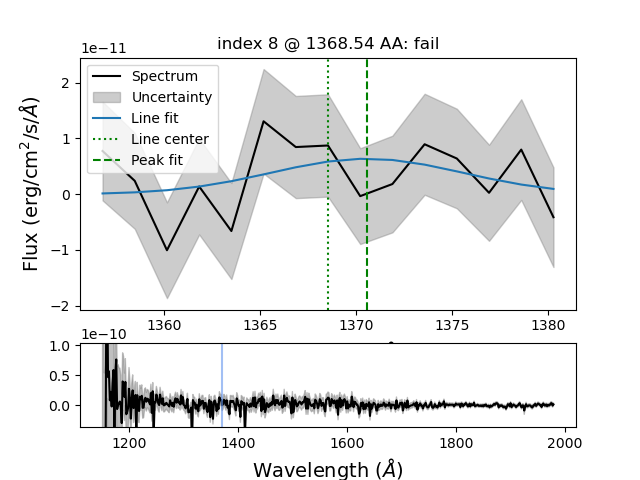 index 8 @ 1368.54 AA: fail
1e−11
Spectrum
Uncertainty
Line fit
Line center
Peak fit
2
1
0
−1
−2
Flux (erg/cm²/s/Å)
1360
1365
1370
1375
1380
1e−10
1.0
0.5
0.0
1200
1400
1600
1800
2000
Wavelength (Å)